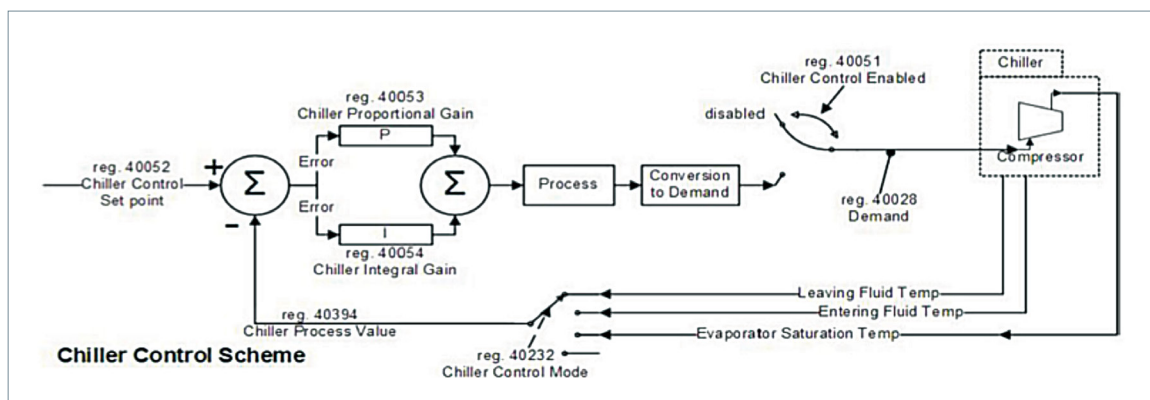 reg. 40051
Chiller Control Enabled
Chiller
reg. 40053
Chiller Proportional Gain
disabled
P
Compressor
reg. 40052
Chiller Control
Set point
+
Σ
-
Error
Error
Σ
Process
Conversion
to Demand
reg. 40028
Demand
I
reg. 40054
Chiller Integral Gain
Leaving Fluid Temp
Entering Fluid Temp
Evaporator Saturation Temp
reg. 40394
Chiller Process Value
Chiller Control Scheme
reg. 40232
Chiller Control Mode